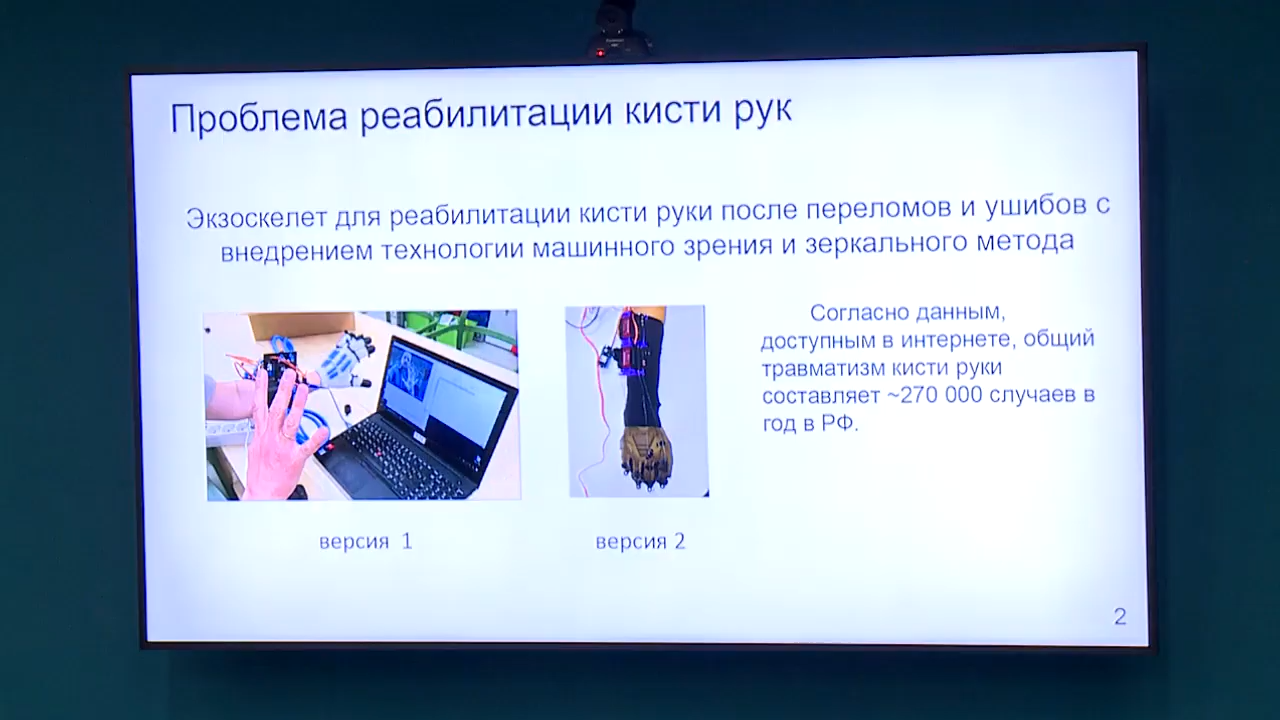 Проблема реабилитации кисти рук
Экзоскелет для реабилитации кисти руки после переломов и ушибов с
внедрением технологии машинного зрения и зеркального метода
Согласно данным,
доступным в интернете, общий
травматизм кисти руки
составляет ~270 000 случаев в
год в РФ.
версия 1
версия 2
2